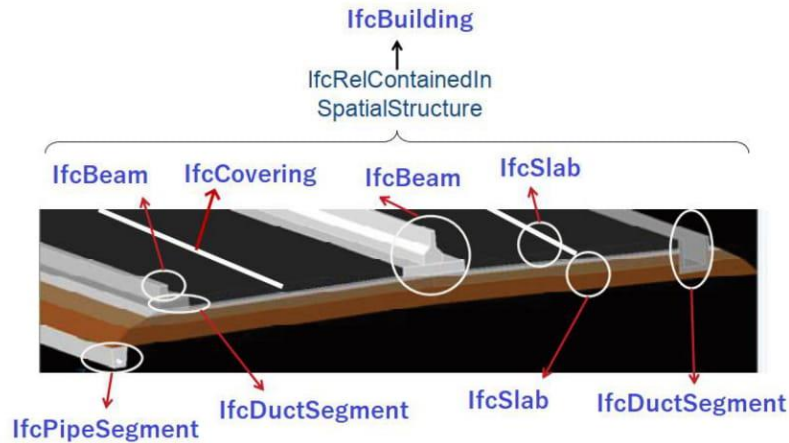 IfcBuilding
IfcRelContainedIn
SpatialStructure
IfcBeam
IfcCovering
IfcBeam
IfcSlab
IfcPipeSegment
IfcDuctSegment
IfcSlab
IfcDuctSegment